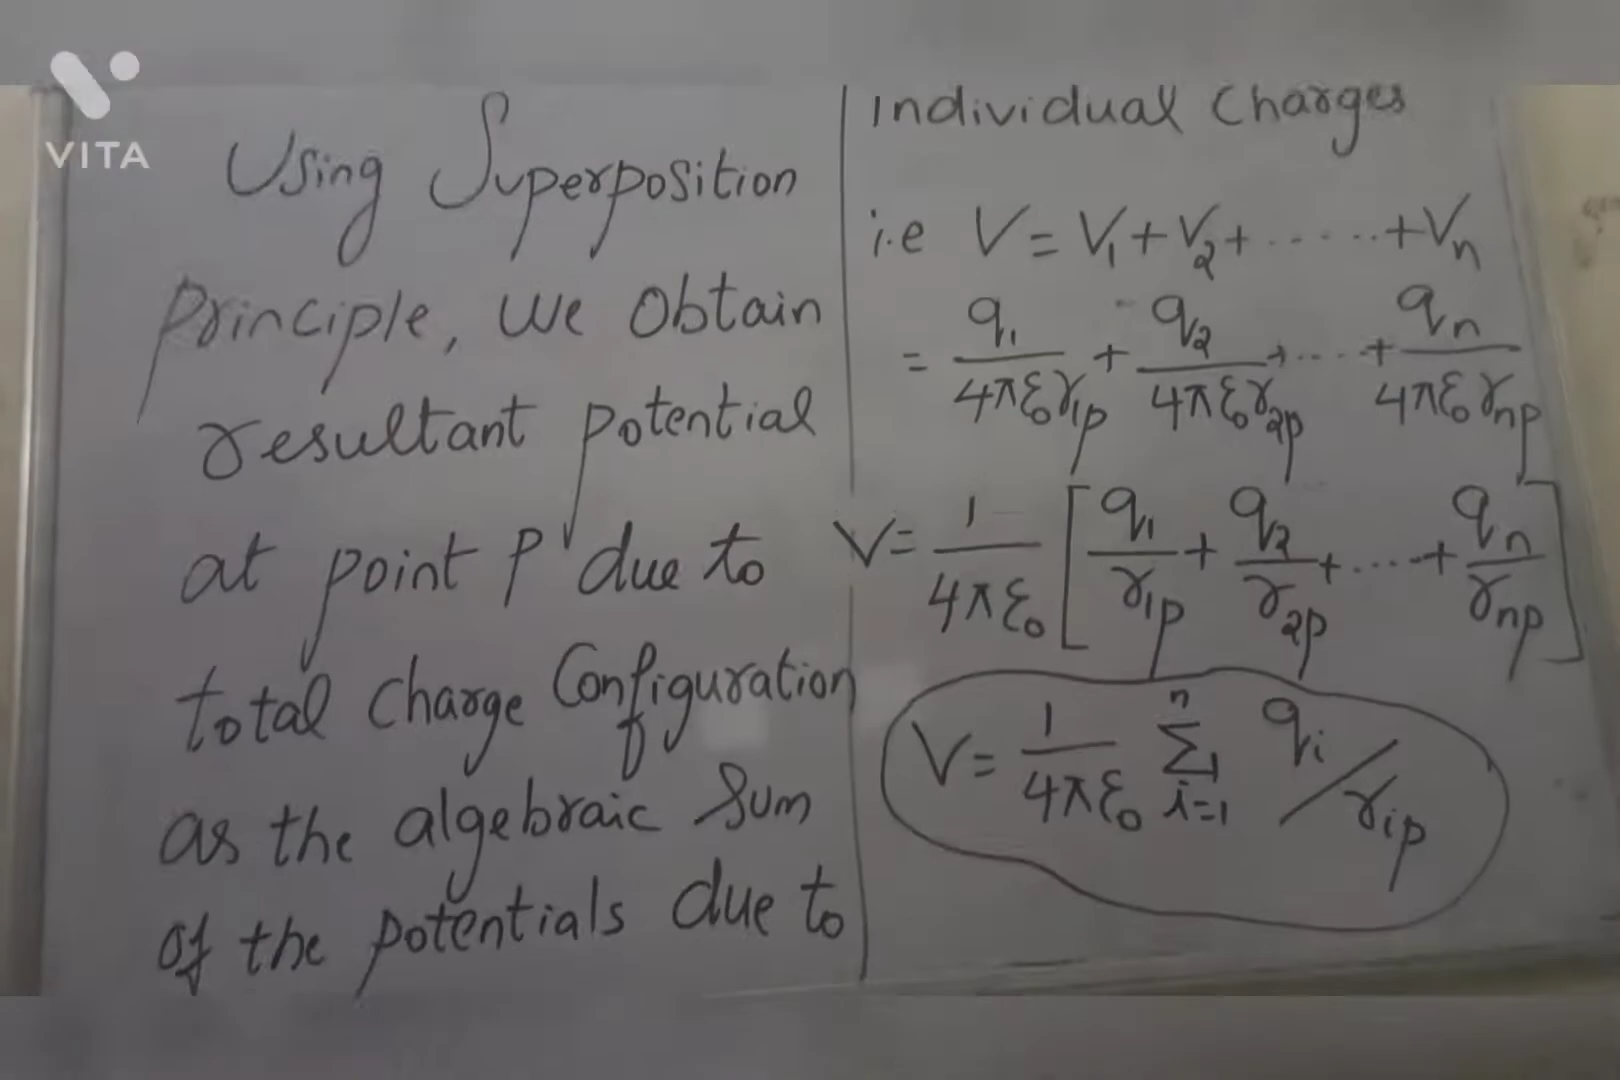 VITA
Using Superposition
Principle, we obtain
resultant potential
at point P due to
total charge Configuration
as the algebraic Sum
of the potentials due to
individual charges
i.e V = V₁ + V₂ + ...... + Vₙ
= q₁/4πε₀r₁ₚ + q₂/4πε₀r₂ₚ + .... + qₙ/4πε₀rₙₚ
V = 1/4πε₀ [q₁/r₁ₚ + q₂/r₂ₚ + .... + qₙ/rₙₚ]
V = 1/4πε₀ Σⁿᵢ₌₁ qᵢ/rᵢₚ